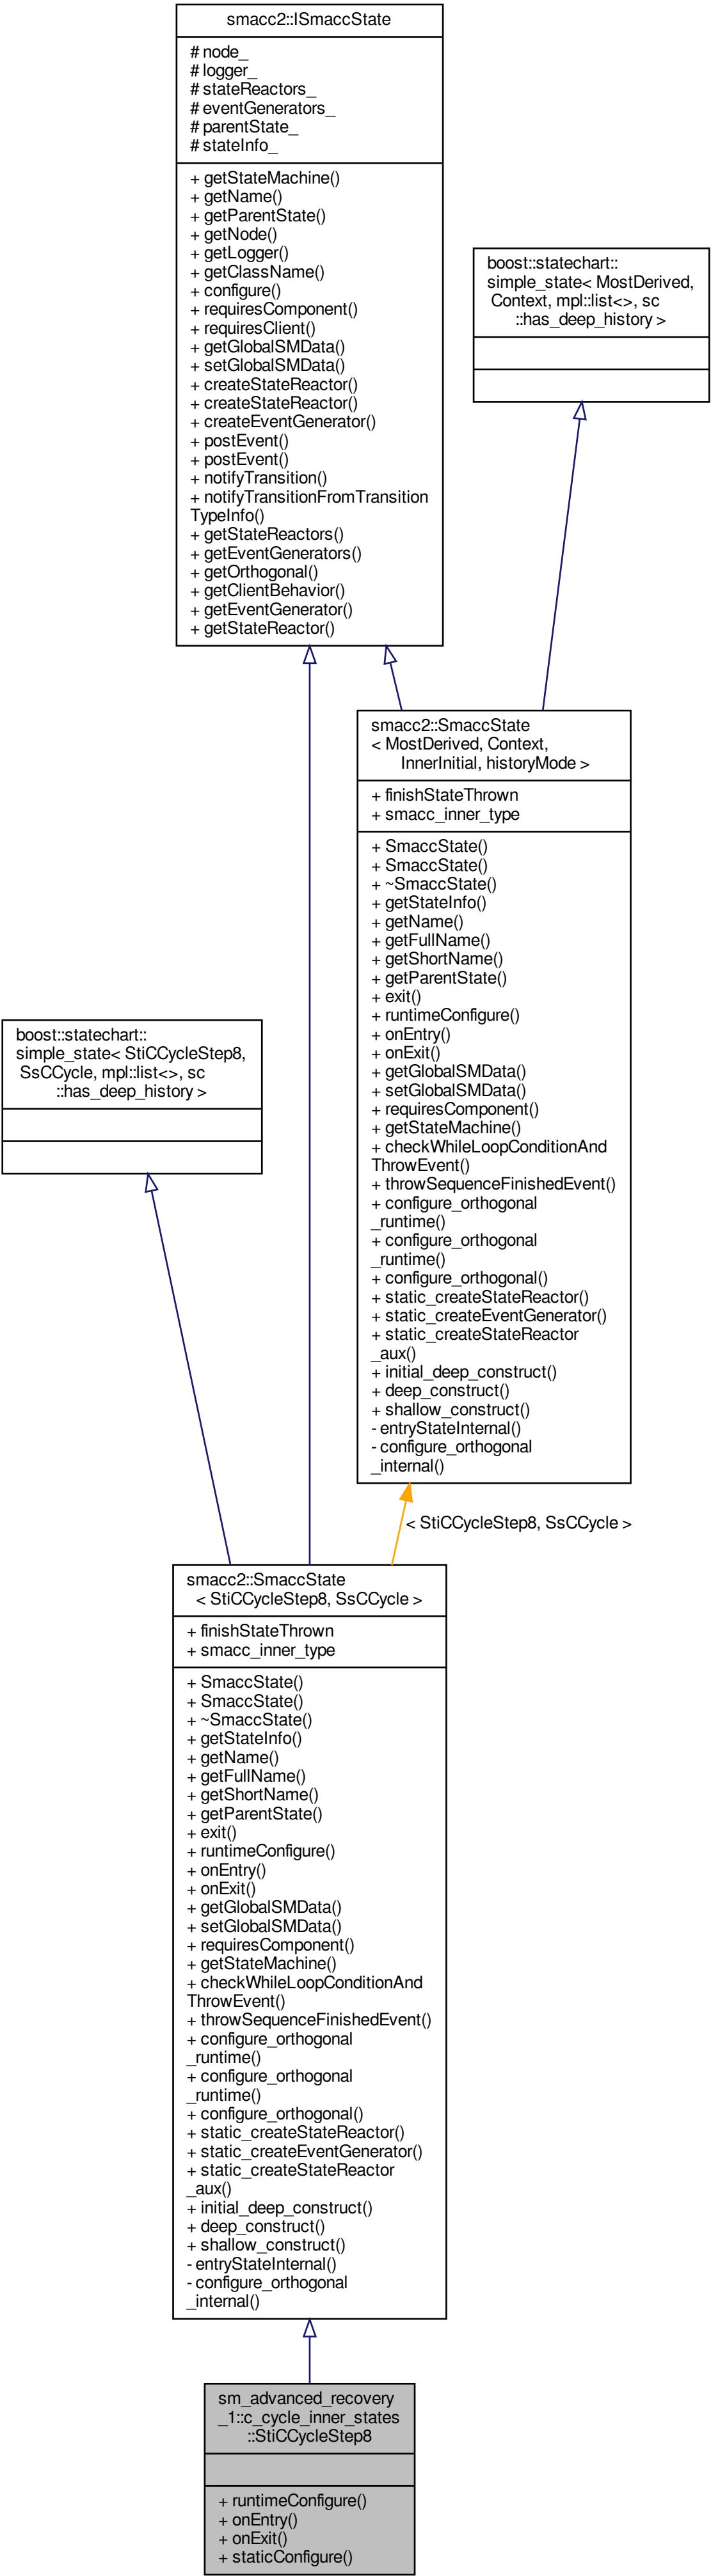 smacc2::ISmaccState
# node_
# logger_
# stateReactors_
# eventGenerators_
# parentState_
# stateInfo_
+ getStateMachine()
+ getName()
+ getParentState()
+ getNode()
+ getLogger()
+ getClassName()
+ configure()
+ requiresComponent()
+ requiresClient()
+ getGlobalSMData()
+ setGlobalSMData()
+ createStateReactor()
+ createStateReactor()
+ createEventGenerator()
+ postEvent()
+ postEvent()
+ notifyTransition()
+ notifyTransitionFromTransition
TypeInfo()
+ getStateReactors()
+ getEventGenerators()
+ getOrthogonal()
+ getClientBehavior()
+ getEventGenerator()
+ getStateReactor()
boost::statechart::
simple_state< MostDerived,
Context, mpl::list<>, sc
::has_deep_history >
smacc2::SmaccState
< MostDerived, Context,
InnerInitial, historyMode >
+ finishStateThrown
+ smacc_inner_type
+ SmaccState()
+ SmaccState()
+ ~SmaccState()
+ getStateInfo()
+ getName()
+ getFullName()
+ getShortName()
+ getParentState()
+ exit()
+ runtimeConfigure()
+ onEntry()
+ onExit()
+ getGlobalSMData()
+ setGlobalSMData()
+ requiresComponent()
+ getStateMachine()
+ checkWhileLoopConditionAnd
ThrowEvent()
+ throwSequenceFinishedEvent()
+ configure_orthogonal
_runtime()
+ configure_orthogonal
_runtime()
+ configure_orthogonal()
+ static_createStateReactor()
+ static_createEventGenerator()
+ static_createStateReactor
_aux()
+ initial_deep_construct()
+ deep_construct()
+ shallow_construct()
- entryStateInternal()
- configure_orthogonal
_internal()
boost::statechart::
simple_state< StiCCycleStep8,
SsCCycle, mpl::list<>, sc
::has_deep_history >
< StiCCycleStep8, SsCCycle >
smacc2::SmaccState
< StiCCycleStep8, SsCCycle >
+ finishStateThrown
+ smacc_inner_type
+ SmaccState()
+ SmaccState()
+ ~SmaccState()
+ getStateInfo()
+ getName()
+ getFullName()
+ getShortName()
+ getParentState()
+ exit()
+ runtimeConfigure()
+ onEntry()
+ onExit()
+ getGlobalSMData()
+ setGlobalSMData()
+ requiresComponent()
+ getStateMachine()
+ checkWhileLoopConditionAnd
ThrowEvent()
+ throwSequenceFinishedEvent()
+ configure_orthogonal
_runtime()
+ configure_orthogonal
_runtime()
+ configure_orthogonal()
+ static_createStateReactor()
+ static_createEventGenerator()
+ static_createStateReactor
_aux()
+ initial_deep_construct()
+ deep_construct()
+ shallow_construct()
- entryStateInternal()
- configure_orthogonal
_internal()
sm_advanced_recovery
_1::c_cycle_inner_states
::StiCCycleStep8
+ runtimeConfigure()
+ onEntry()
+ onExit()
+ staticConfigure()